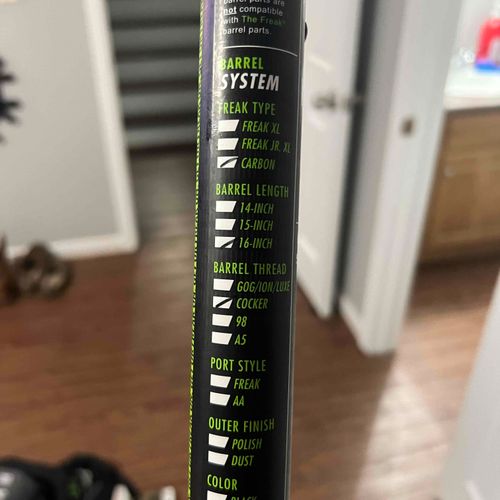 barrel parts are
not compatible
with The Freak
barrel parts.
BARREL
SYSTEM
FREAK TYPE
FREAK XL
FREAK JR. XL
CARBON
BARREL LENGTH
14-INCH
15-INCH
16-INCH
BARREL THREAD
GOG/ION/LUXE
COCKER
98
A5
PORT STYLE
FREAK
AA
OUTER FINISH
POLISH
DUST
COLOR
BLACK